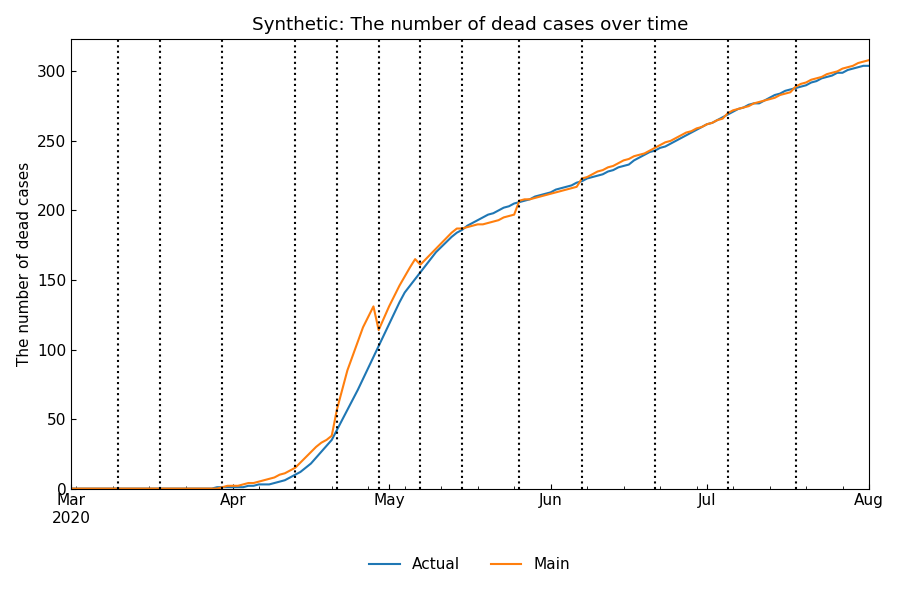 Synthetic: The number of dead cases over time
The number of dead cases
300
250
200
150
100
50
0
Mar Apr May Jun Jul Aug
2020
Actual Main